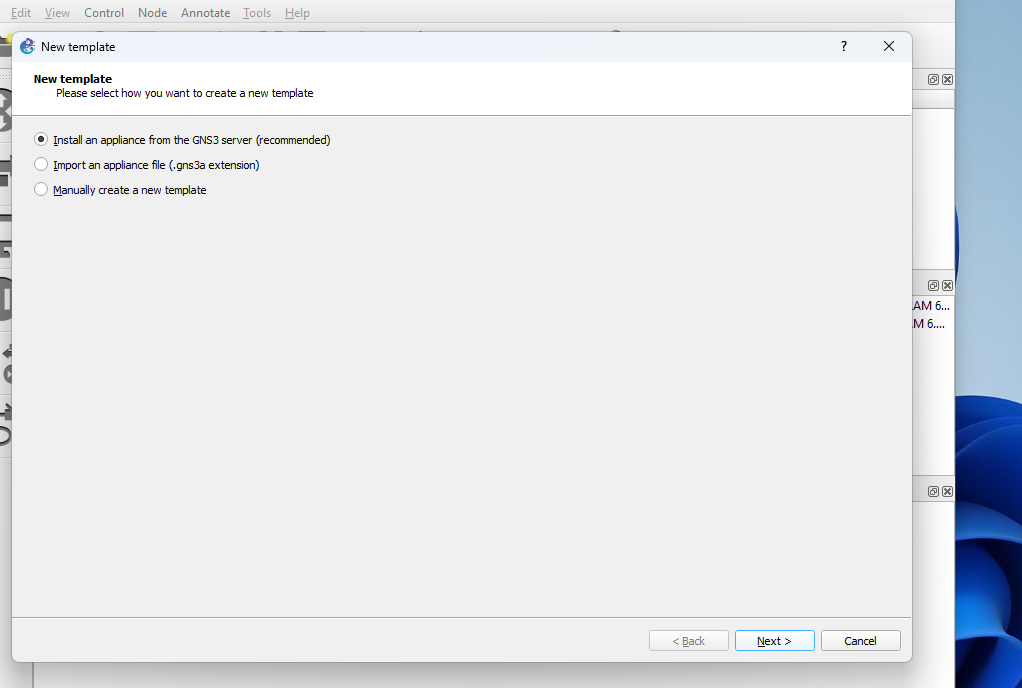 Edit View Control Node Annotate Tools Help
New template
New template
Please select how you want to create a new template
Install an appliance from the GNS3 server (recommended)
Import an appliance file (.gns3a extension)
Manually create a new template
AM 6...
M 6....
< Back Next > Cancel